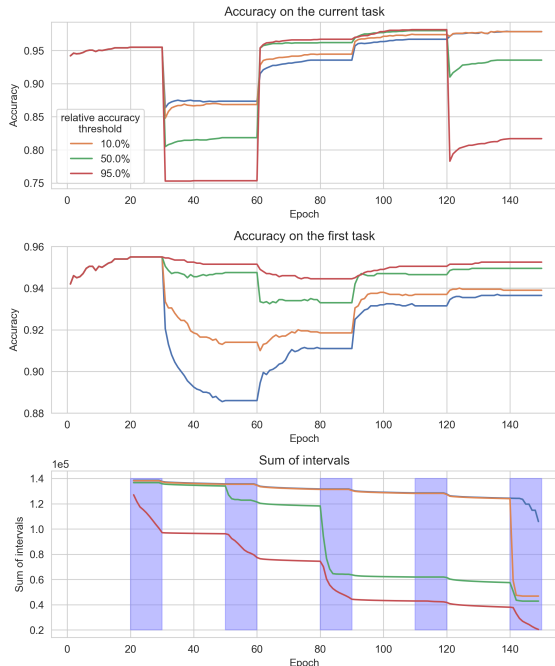 Accuracy on the current task
Accuracy
0.95
0.90
0.85
0.80
0.75
relative accuracy
threshold
10.0%
50.0%
95.0%
0 20 40 60 80 100 120 140
Epoch
Accuracy on the first task
Accuracy
0.96
0.94
0.92
0.90
0.88
0 20 40 60 80 100 120 140
Epoch
Sum of intervals
1e5
Sum of intervals
1.4
1.2
1.0
0.8
0.6
0.4
0.2
0 20 40 60 80 100 120 140
Epoch